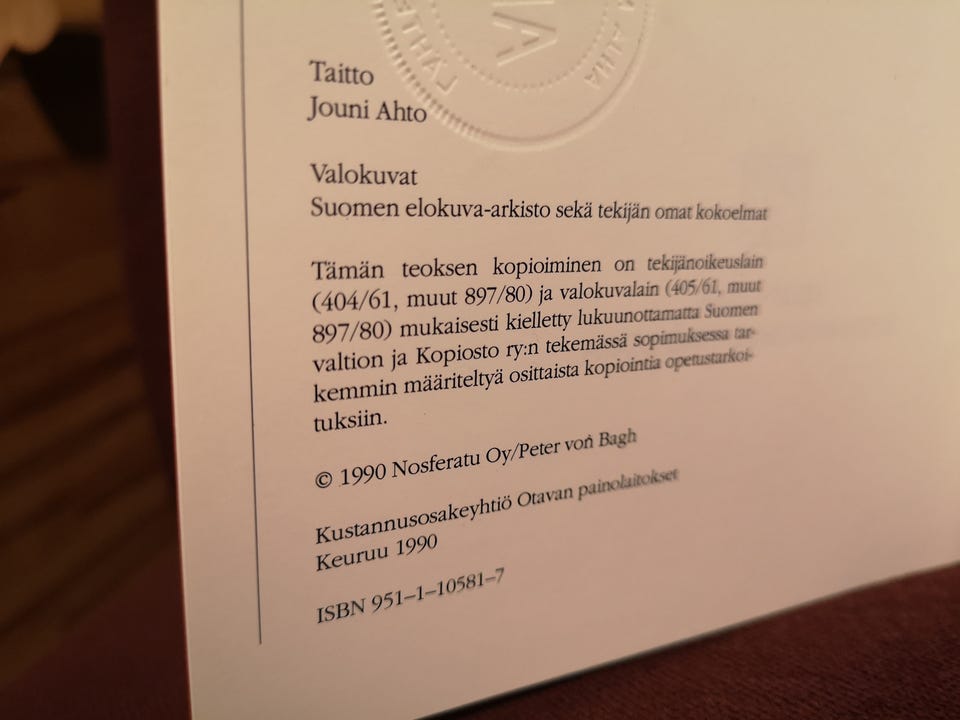 Taitto
Jouni Ahto
Valokuvat
Suomen elokuva-arkisto sekä tekijän omat kokoelmat
Tämän teoksen kopioiminen on tekijänoikeuslain
(404/61, muut 897/80) ja valokuvalain (405/61, muut
897/80) mukaisesti kielletty lukuunottamatta Suomen
valtion ja Kopiosto ry:n tekemässä sopimuksessa tar-
kemmin määriteltyä osittaista kopiointia opetustarkoi-
tuksiin.
© 1990 Nosferatu Oy/Peter von Bagh
Kustannusosakeyhtiö Otavan painolaitokset
Keuruu 1990
ISBN 951–1–10581–7